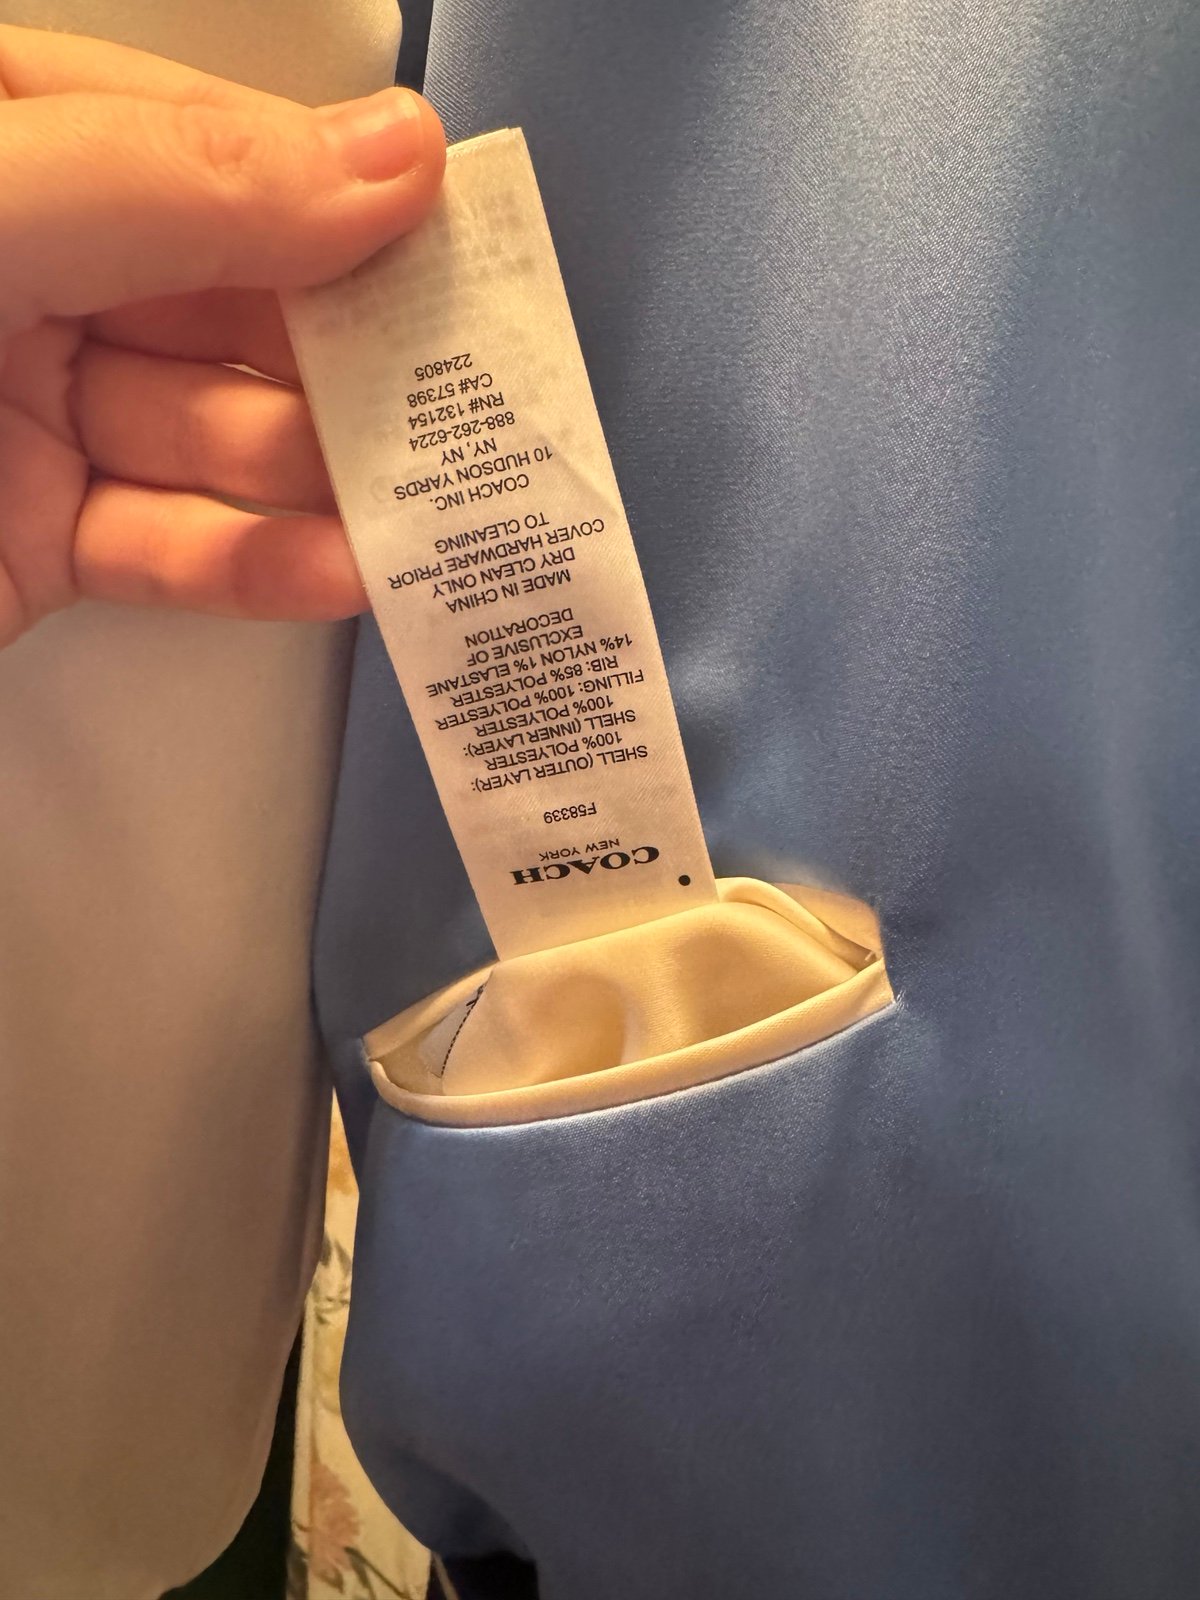 COACH
NEW YORK
F58339
SHELL (OUTER LAYER):
100% POLYESTER
SHELL (INNER LAYER):
100% POLYESTER
FILLING: 100% POLYESTER
RIB: 85% POLYESTER
14% NYLON 1% ELASTANE
EXCLUSIVE OF
DECORATION
MADE IN CHINA
DRY CLEAN ONLY
COVER HARDWARE PRIOR
TO CLEANING
COACH INC.
10 HUDSON YARDS
NY, NY
888-262-6224
RN# 132154
CA# 57398
224805